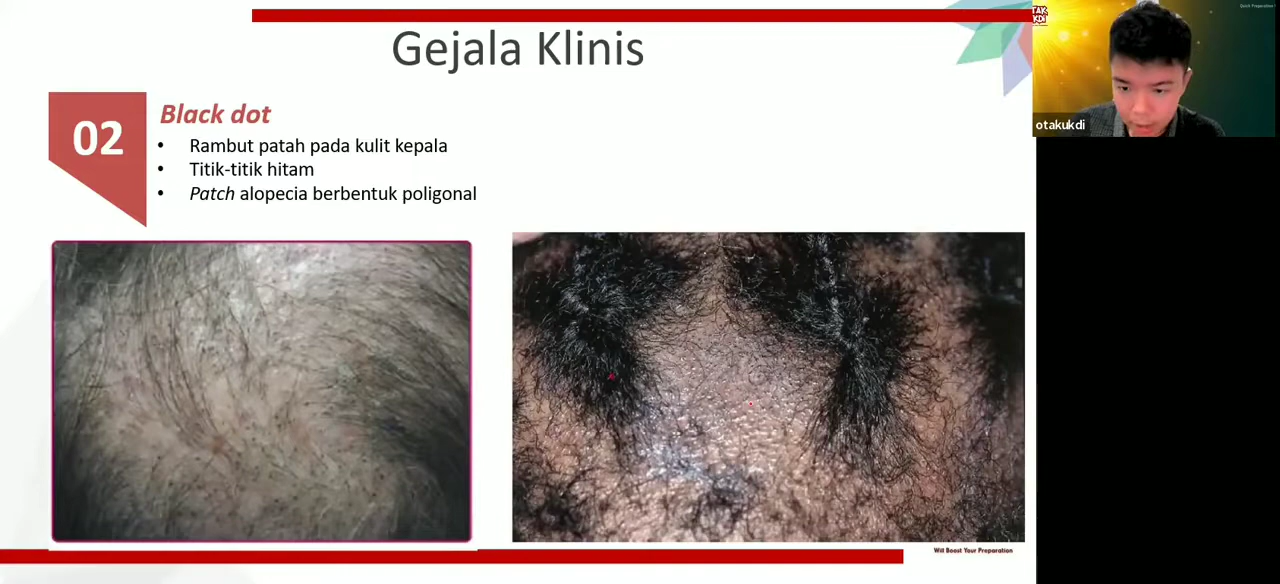 Gejala Klinis
02
Black dot
• Rambut patah pada kulit kepala
• Titik-titik hitam
• Patch alopecia berbentuk poligonal
otakukdi
Will Boost Your Preparation